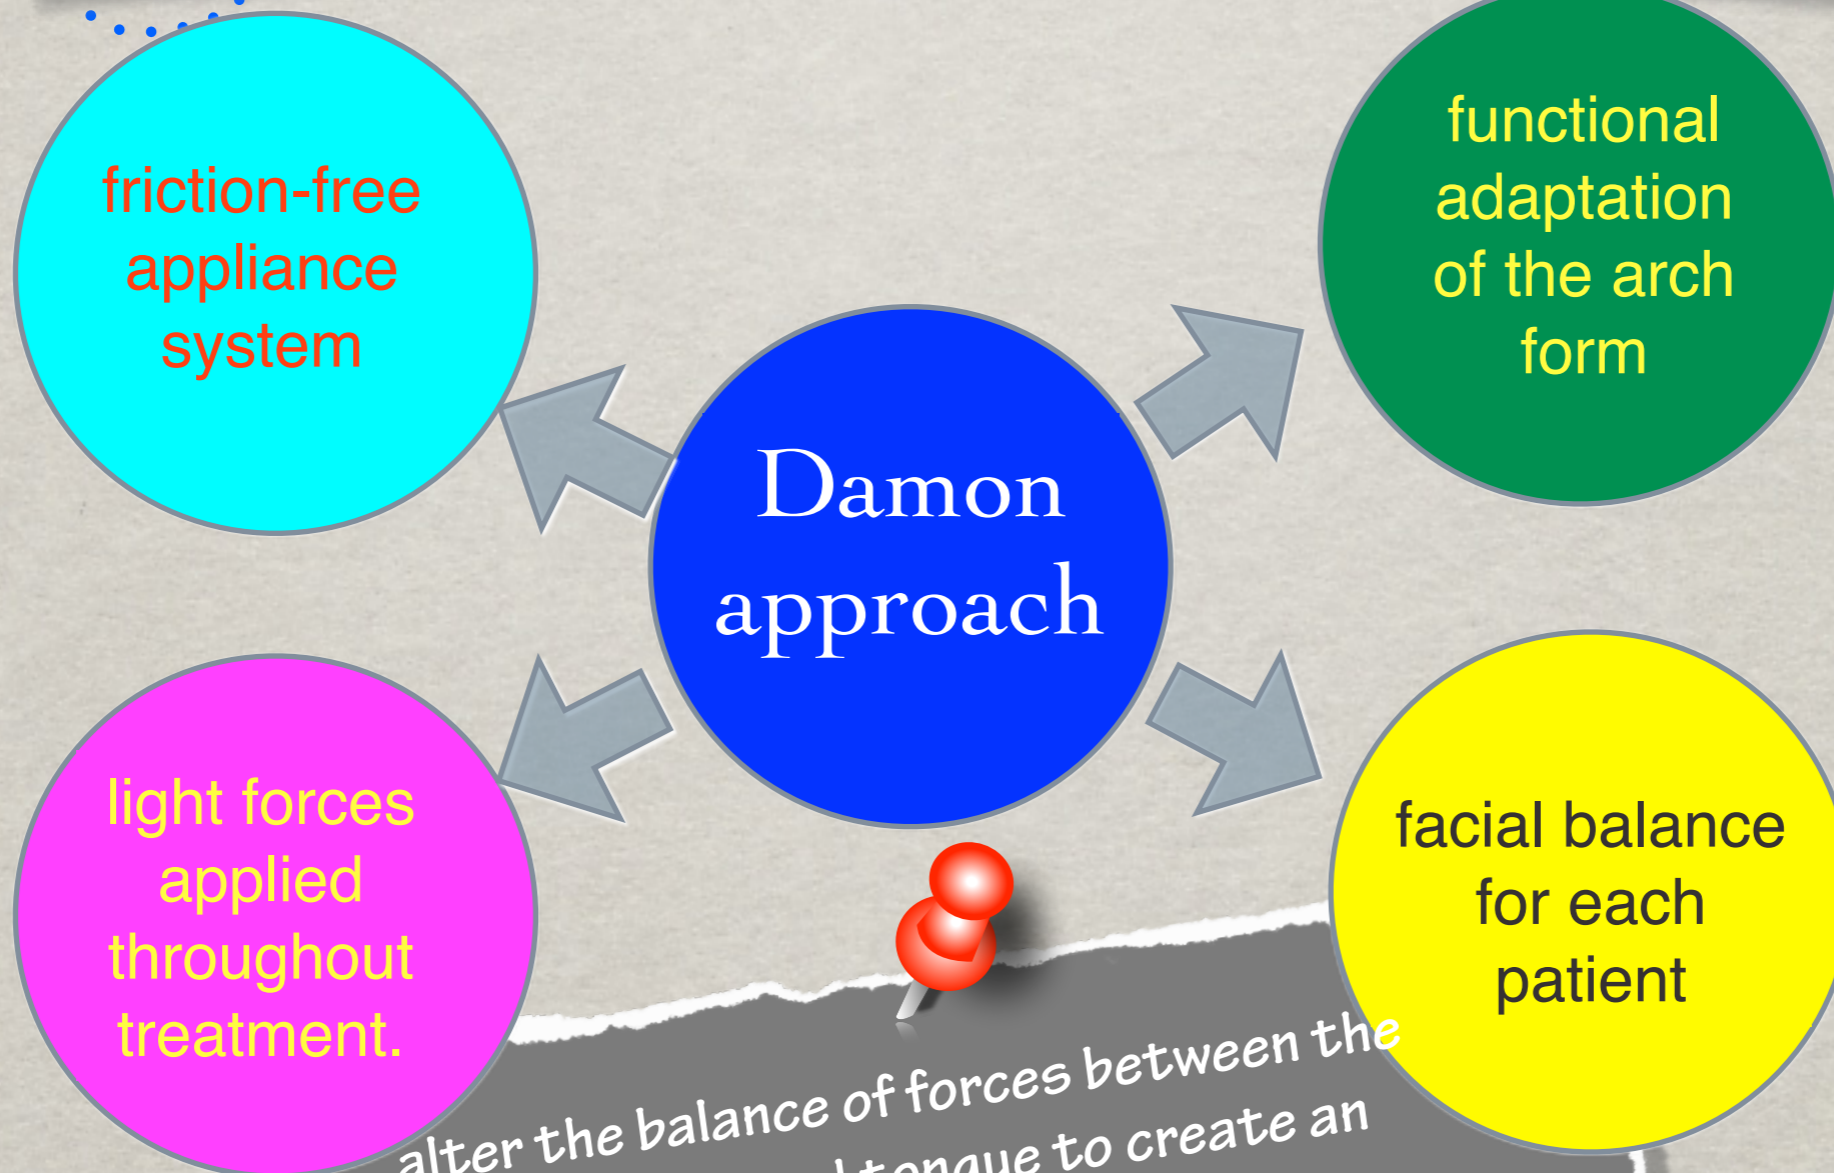 friction-free
appliance
system
functional
adaptation
of the arch
form
Damon
approach
light forces
applied
throughout
treatment.
facial balance
for each
patient
alter the balance of forces between the
tongue to create an